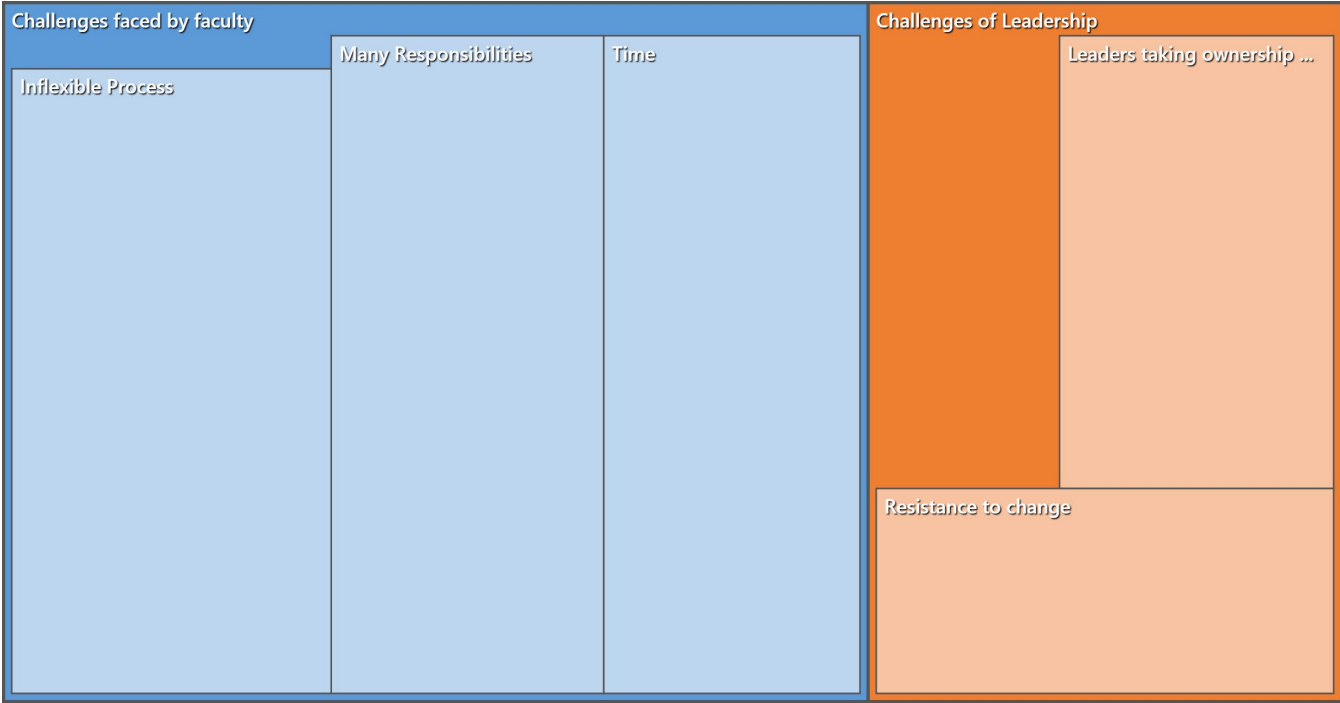 Challenges faced by faculty
Inflexible Process
Many Responsibilities
Time
Challenges of Leadership
Leaders taking ownership ...
Resistance to change